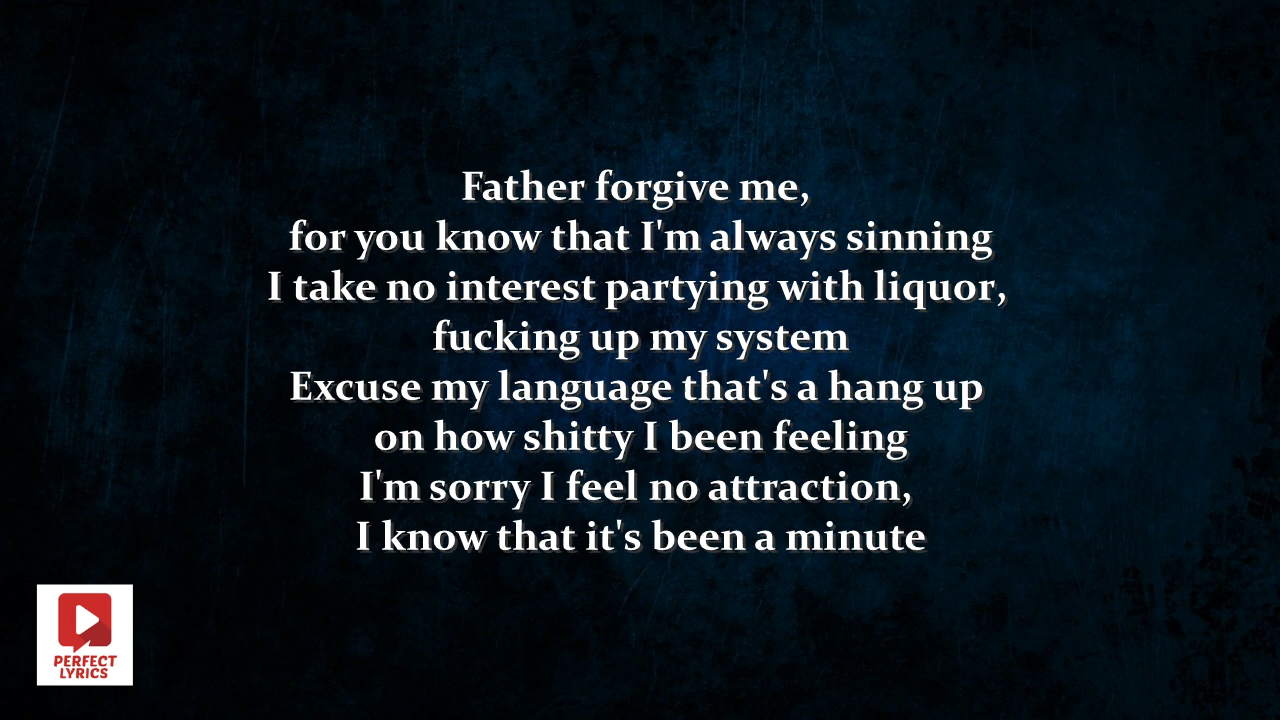 Father forgive me,
for you know that I'm always sinning
I take no interest partying with liquor,
fucking up my system
Excuse my language that's a hang up
on how shitty I been feeling
I'm sorry I feel no attraction,
I know that it's been a minute
PERFECT
LYRICS